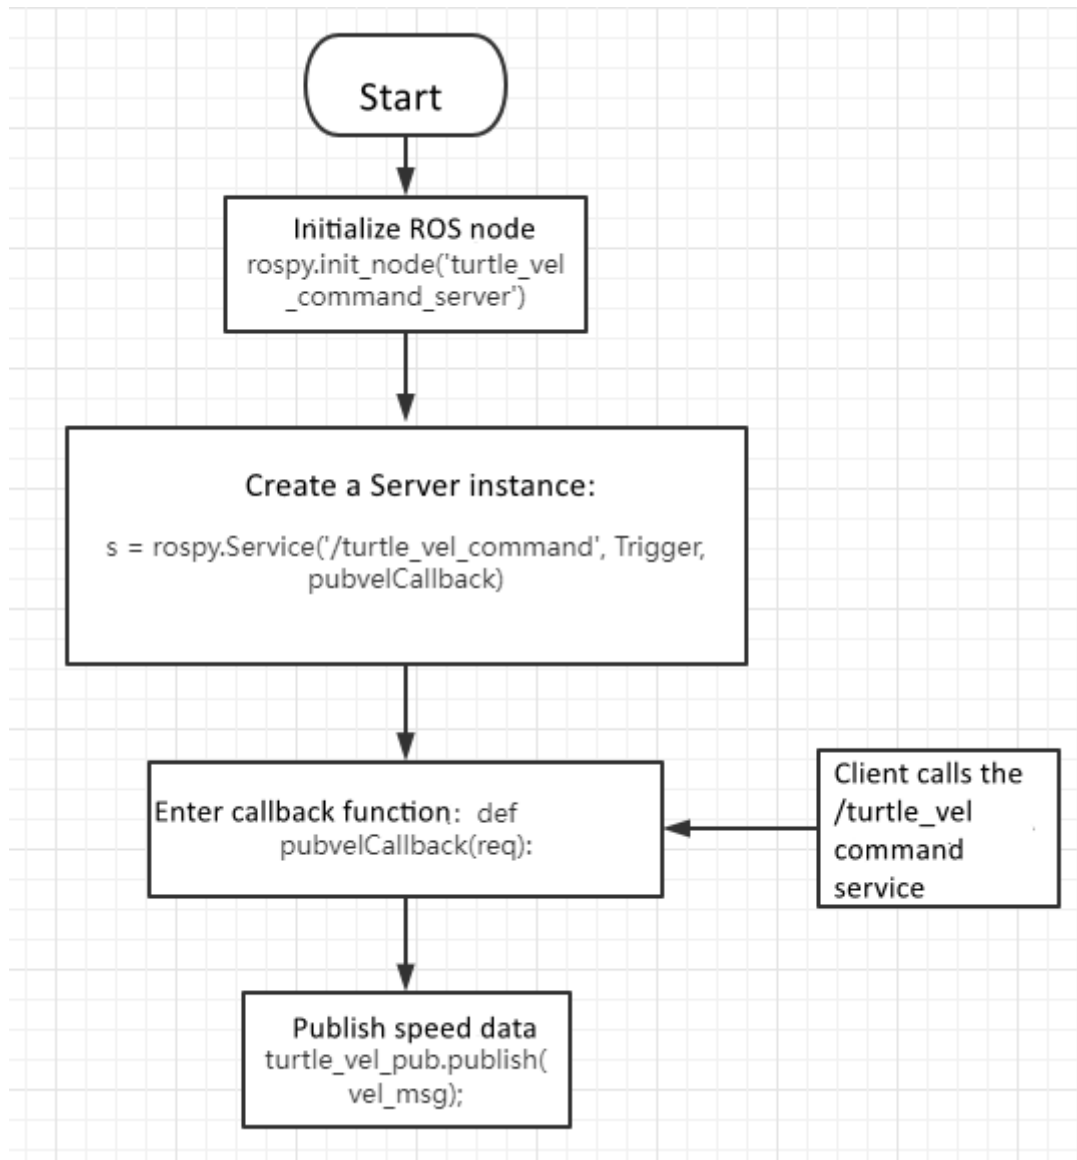 Start
Initialize ROS node
rospy.init_node('turtle_vel
_command_server')
Create a Server instance:
s = rospy.Service('/turtle_vel_command', Trigger,
pubvelCallback)
Enter callback function: def
pubvelCallback(req):
Client calls the
/turtle_vel
command
service
Publish speed data
turtle_vel_pub.publish(
vel_msg);